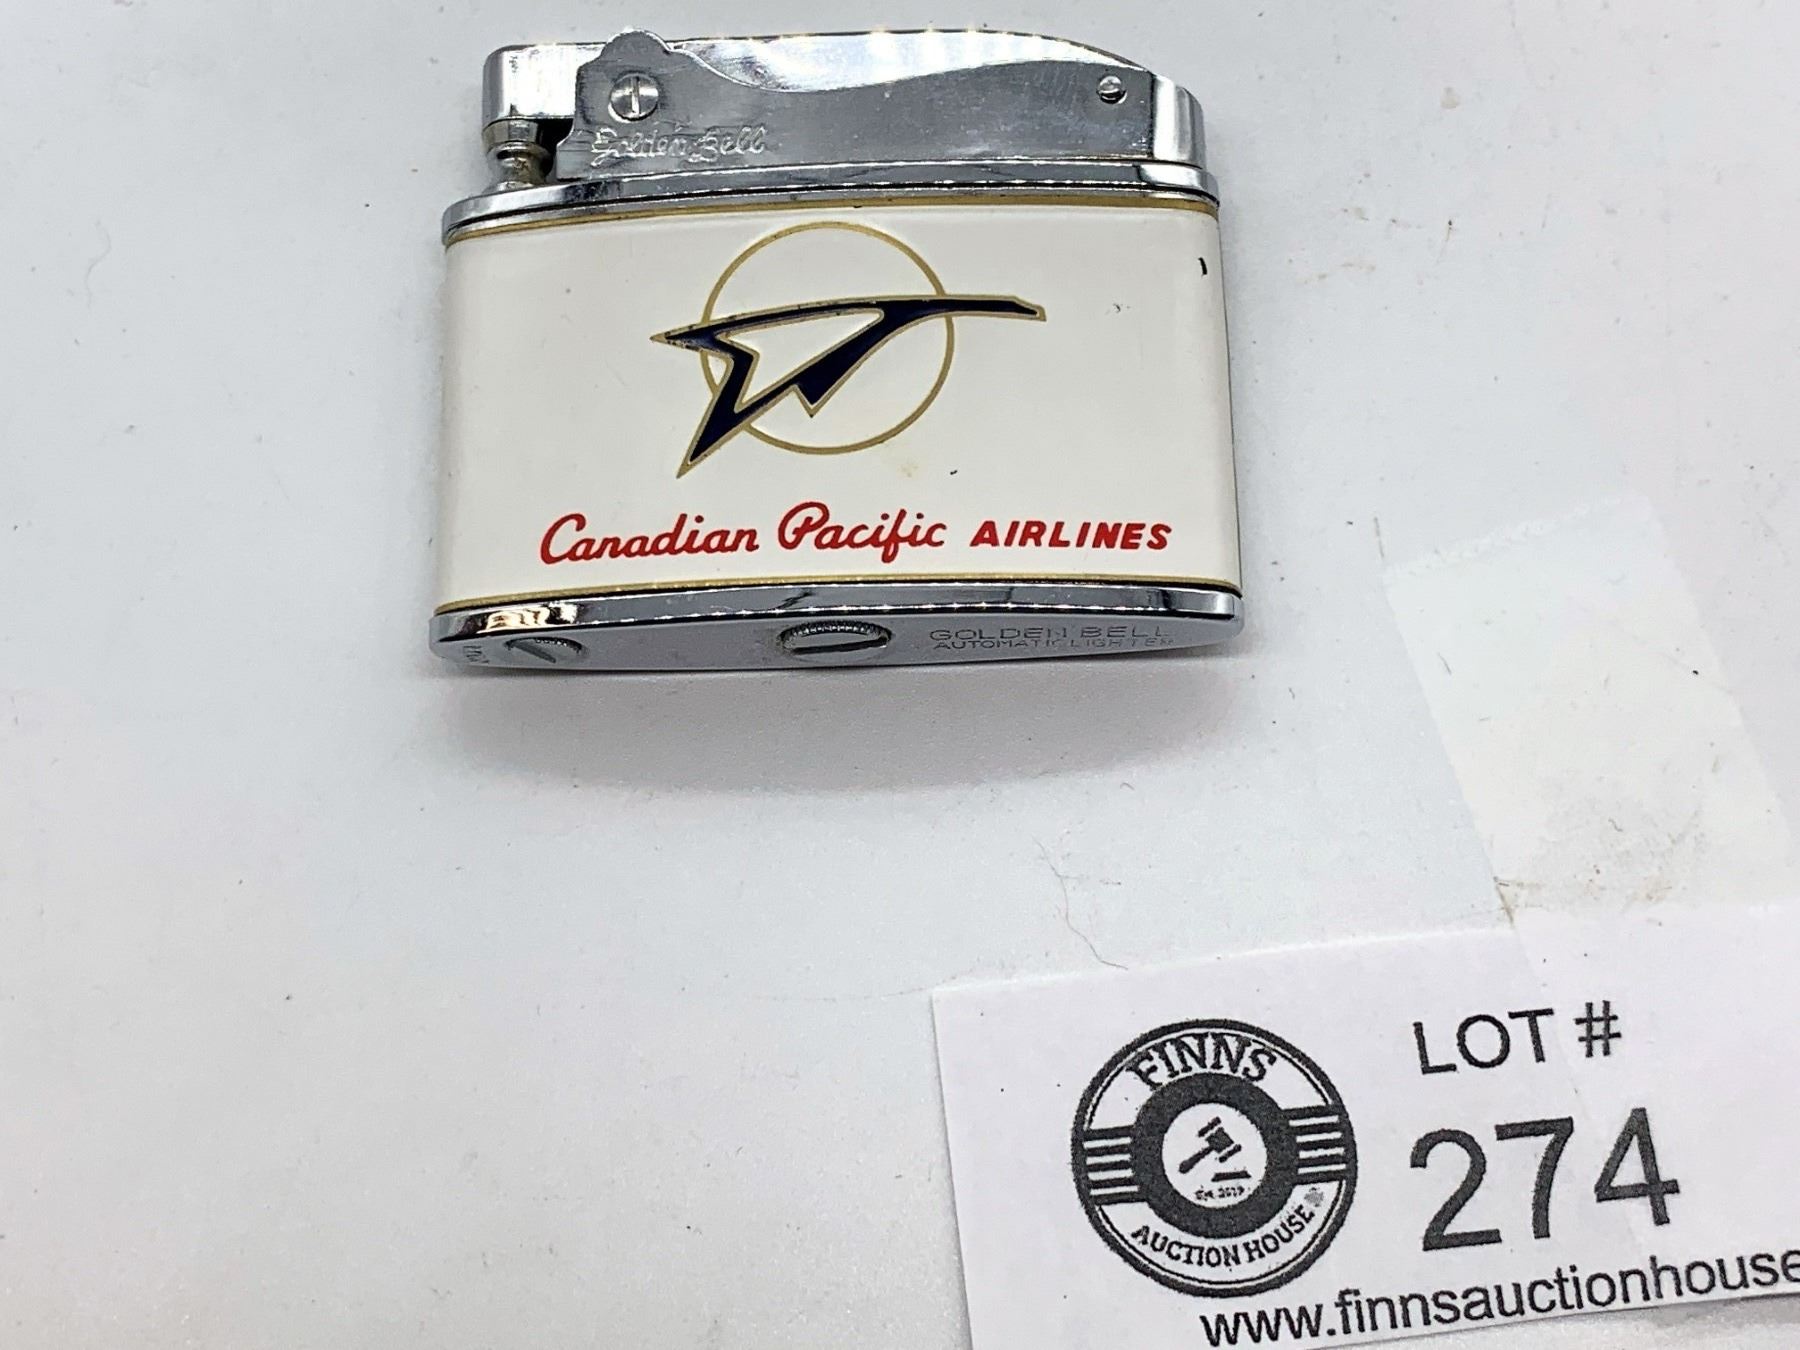 Golden Bell
Canadian Pacific AIRLINES
GOLDEN BELL
AUTOMATIC LIGHTER
LOT #
274
FINNS
AUCTION HOUSE
www.finnsauctionhouse